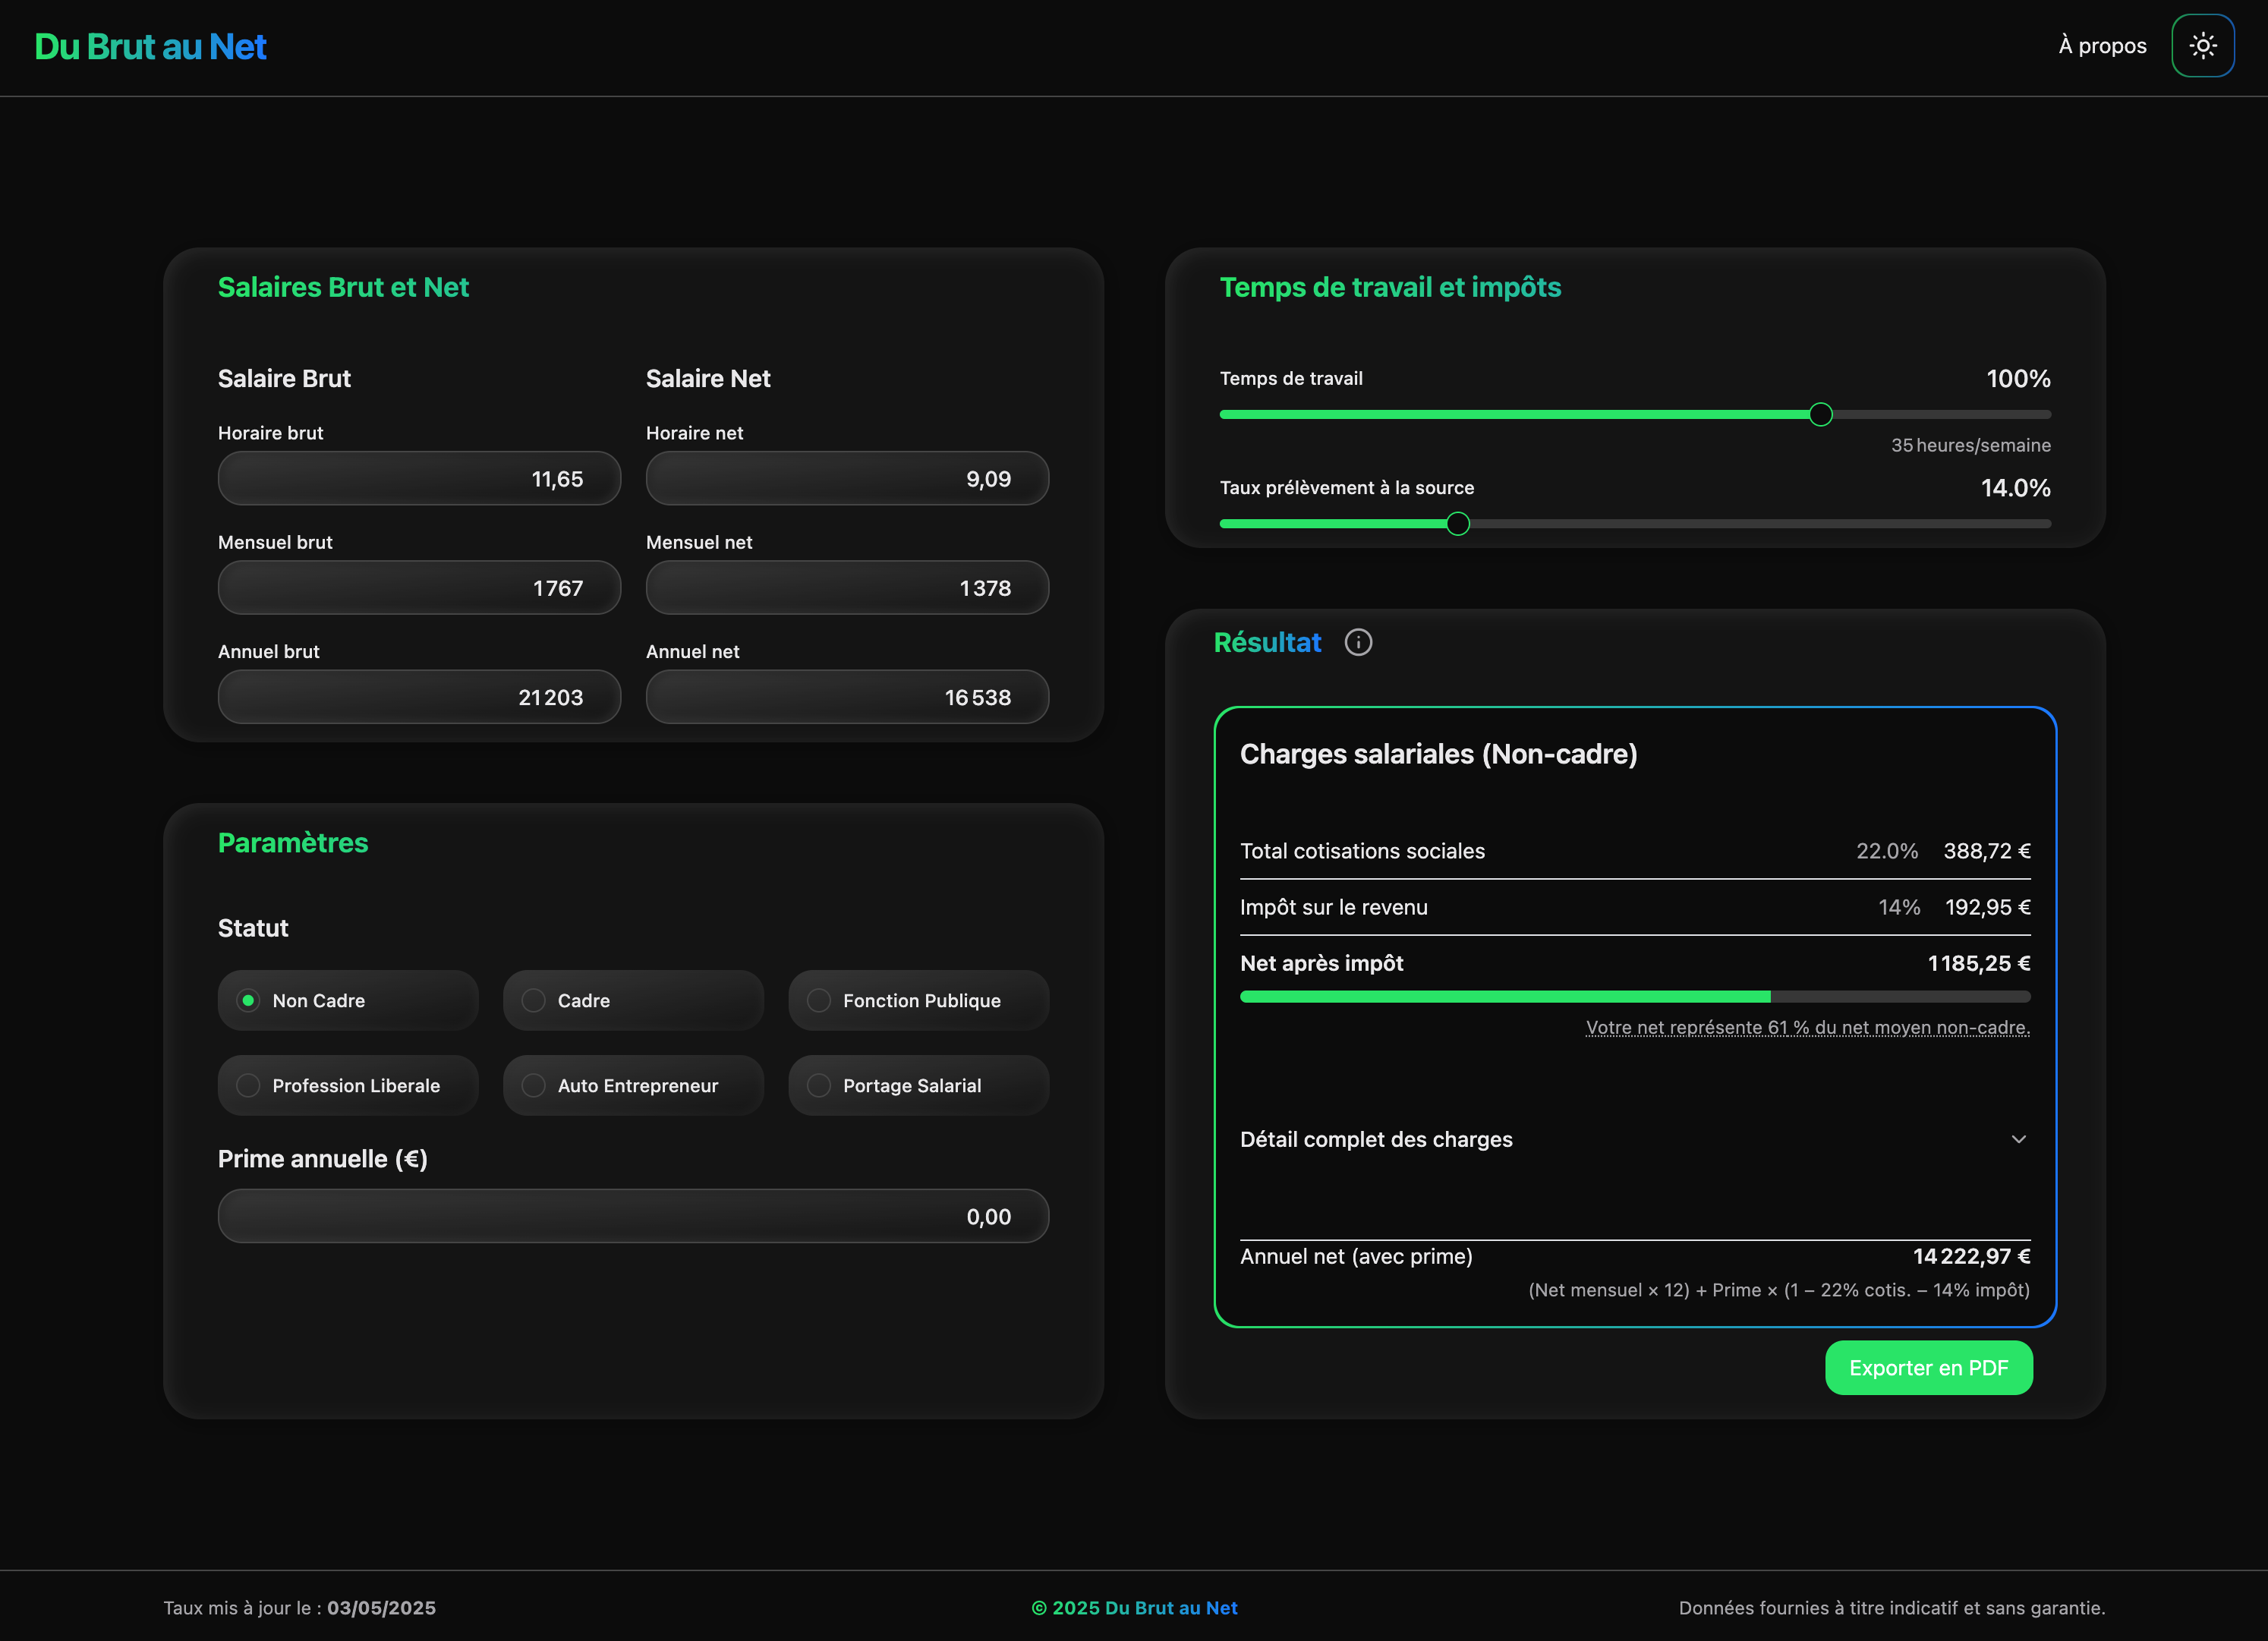 Du Brut au Net
À propos
Salaires Brut et Net
Salaire Brut
Salaire Net
Horaire brut
Horaire net
11,65
9,09
Mensuel brut
Mensuel net
1 767
1 378
Annuel brut
Annuel net
21 203
16 538
Paramètres
Statut
Non Cadre
Cadre
Fonction Publique
Profession Liberale
Auto Entrepreneur
Portage Salarial
Prime annuelle (€)
0,00
Temps de travail et impôts
Temps de travail
100%
35 heures/semaine
Taux prélèvement à la source
14.0%
Résultat
Charges salariales (Non-cadre)
Total cotisations sociales 22.0% 388,72 €
Impôt sur le revenu 14% 192,95 €
Net après impôt 1 185,25 €
Votre net représente 61 % du net moyen non-cadre.
Détail complet des charges
Annuel net (avec prime) 14 222,97 €
(Net mensuel × 12) + Prime × (1 – 22% cotis. – 14% impôt)
Exporter en PDF
Taux mis à jour le : 03/05/2025
© 2025 Du Brut au Net
Données fournies à titre indicatif et sans garantie.